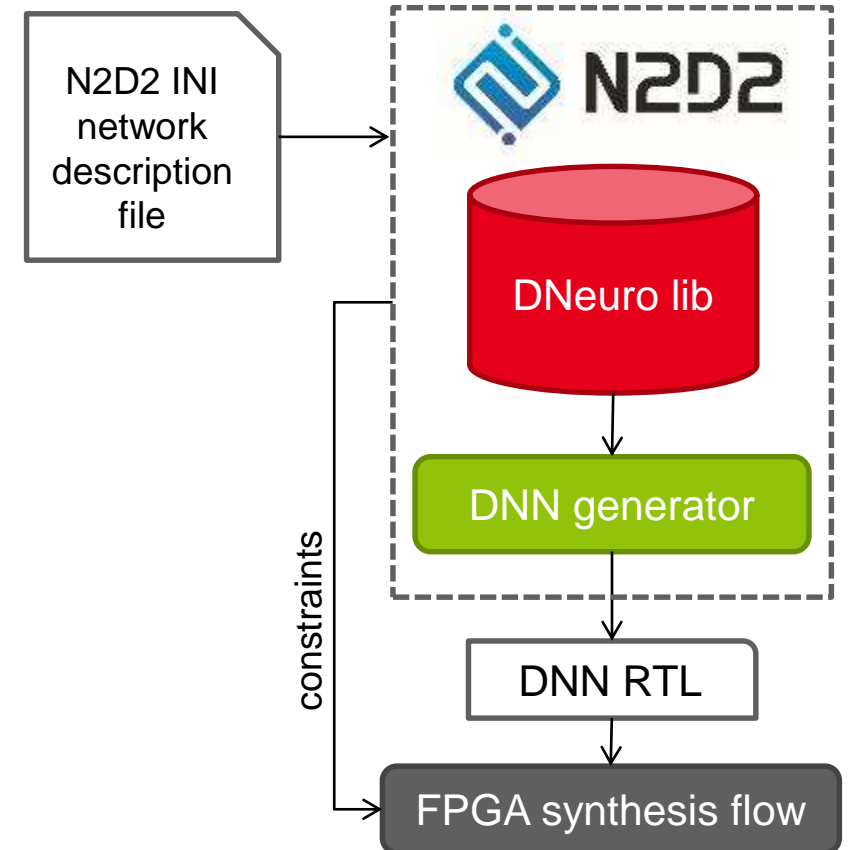 N2D2 INI
network
description
file
N2D2
DNeuro lib
DNN generator
constraints
DNN RTL
FPGA synthesis flow